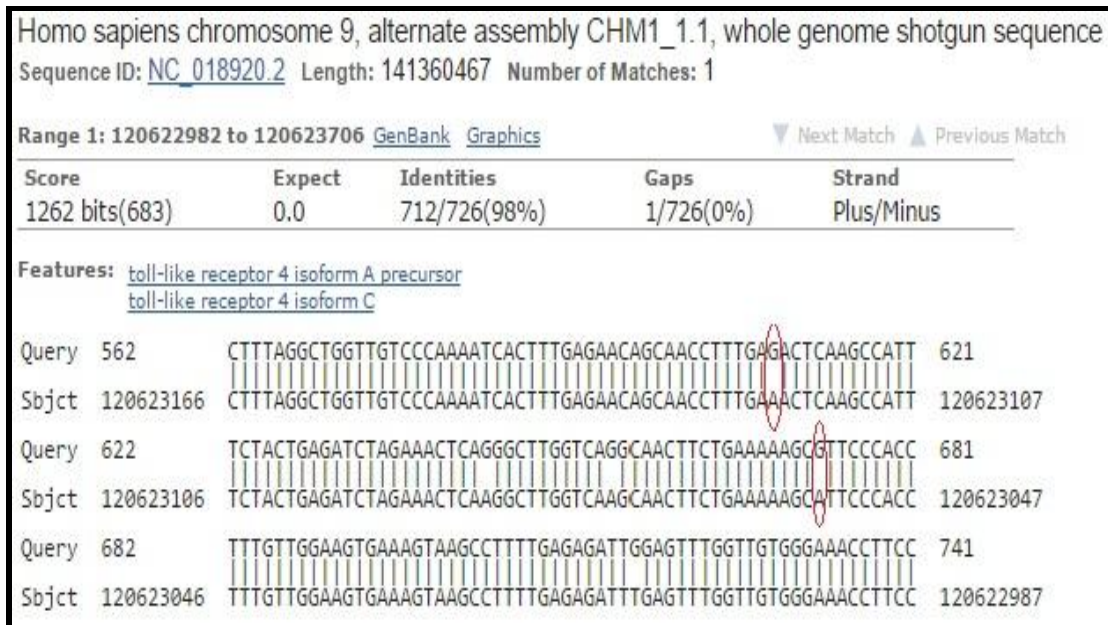 Homo sapiens chromosome 9, alternate assembly CHM1_1.1, whole genome shotgun sequence
Sequence ID: NC_018920.2 Length: 141360467 Number of Matches: 1
Range 1: 120622982 to 120623706 GenBank Graphics ▼ Next Match ▲ Previous Match
Score Expect Identities Gaps Strand
1262 bits(683) 0.0 712/726(98%) 1/726(0%) Plus/Minus
Features: toll-like receptor 4 isoform A precursor
toll-like receptor 4 isoform C
Query 562 CTTTAGGCTGGTTGTCCCAAAATCACTTTGAGAACAGCAACCTTTGAGACTCAAGCCATT 621
Sbjct 120623166 CTTTAGGCTGGTTGTCCCAAAATCACTTTGAGAACAGCAACCTTTGAAACTCAAGCCATT 120623107
Query 622 TCTACTGAGATCTAGAAACTCAGGGCTTGGTCAGGCAACTTCTGAAAAAGCGTTCCCACC 681
Sbjct 120623106 TCTACTGAGATCTAGAAACTCAAGGCTTGGTCAAGCAACTTCTGAAAAAGCATTCCCACC 120623047
Query 682 TTTGTTGGAAGTGAAAGTAAGCCTTTTGAGAGATTGGAGTTTGGTTGTGGGAAACCTTCC 741
Sbjct 120623046 TTTGTTGGAAGTGAAAGTAAGCCTTTTGAGAGATTTGAGTTTGGTTGTGGGAAACCTTCC 120622987